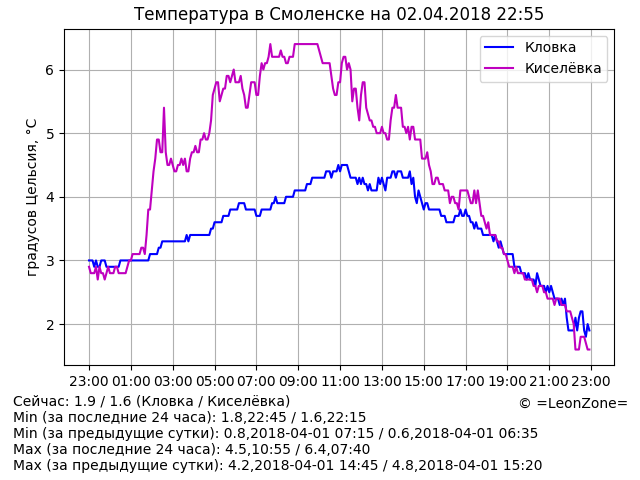 Температура в Смоленске на 02.04.2018 22:55
Кловка
Киселёвка
градусов Цельсия, °C
6
5
4
3
2
23:00 01:00 03:00 05:00 07:00 09:00 11:00 13:00 15:00 17:00 19:00 21:00 23:00
Сейчас: 1.9 / 1.6 (Кловка / Киселёвка)
© =LeonZone=
Min (за последние 24 часа): 1.8,22:45 / 1.6,22:15
Min (за предыдущие сутки): 0.8,2018-04-01 07:15 / 0.6,2018-04-01 06:35
Max (за последние 24 часа): 4.5,10:55 / 6.4,07:40
Max (за предыдущие сутки): 4.2,2018-04-01 14:45 / 4.8,2018-04-01 15:20